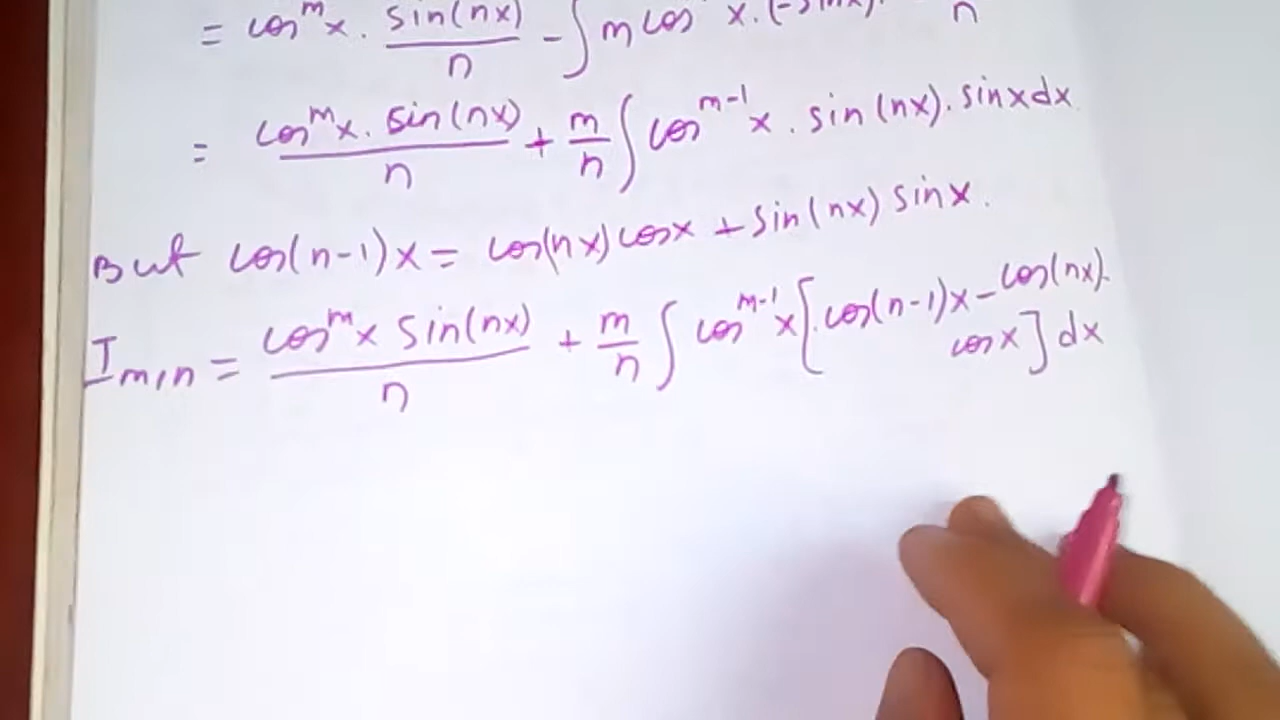 = cos^m x . sin(nx)/n - ∫ m cos x . (-sinx). n
= cos^m x . sin(nx)/n + m/n ∫ cos^(m-1) x . sin(nx) . sinx dx
But cos(n-1)x = cos(nx) cosx + sin(nx) sinx .
I_m,n = cos^m x sin(nx)/n + m/n ∫ cos^(m-1) x [ cos(n-1)x - cos(nx).
cosx ] dx